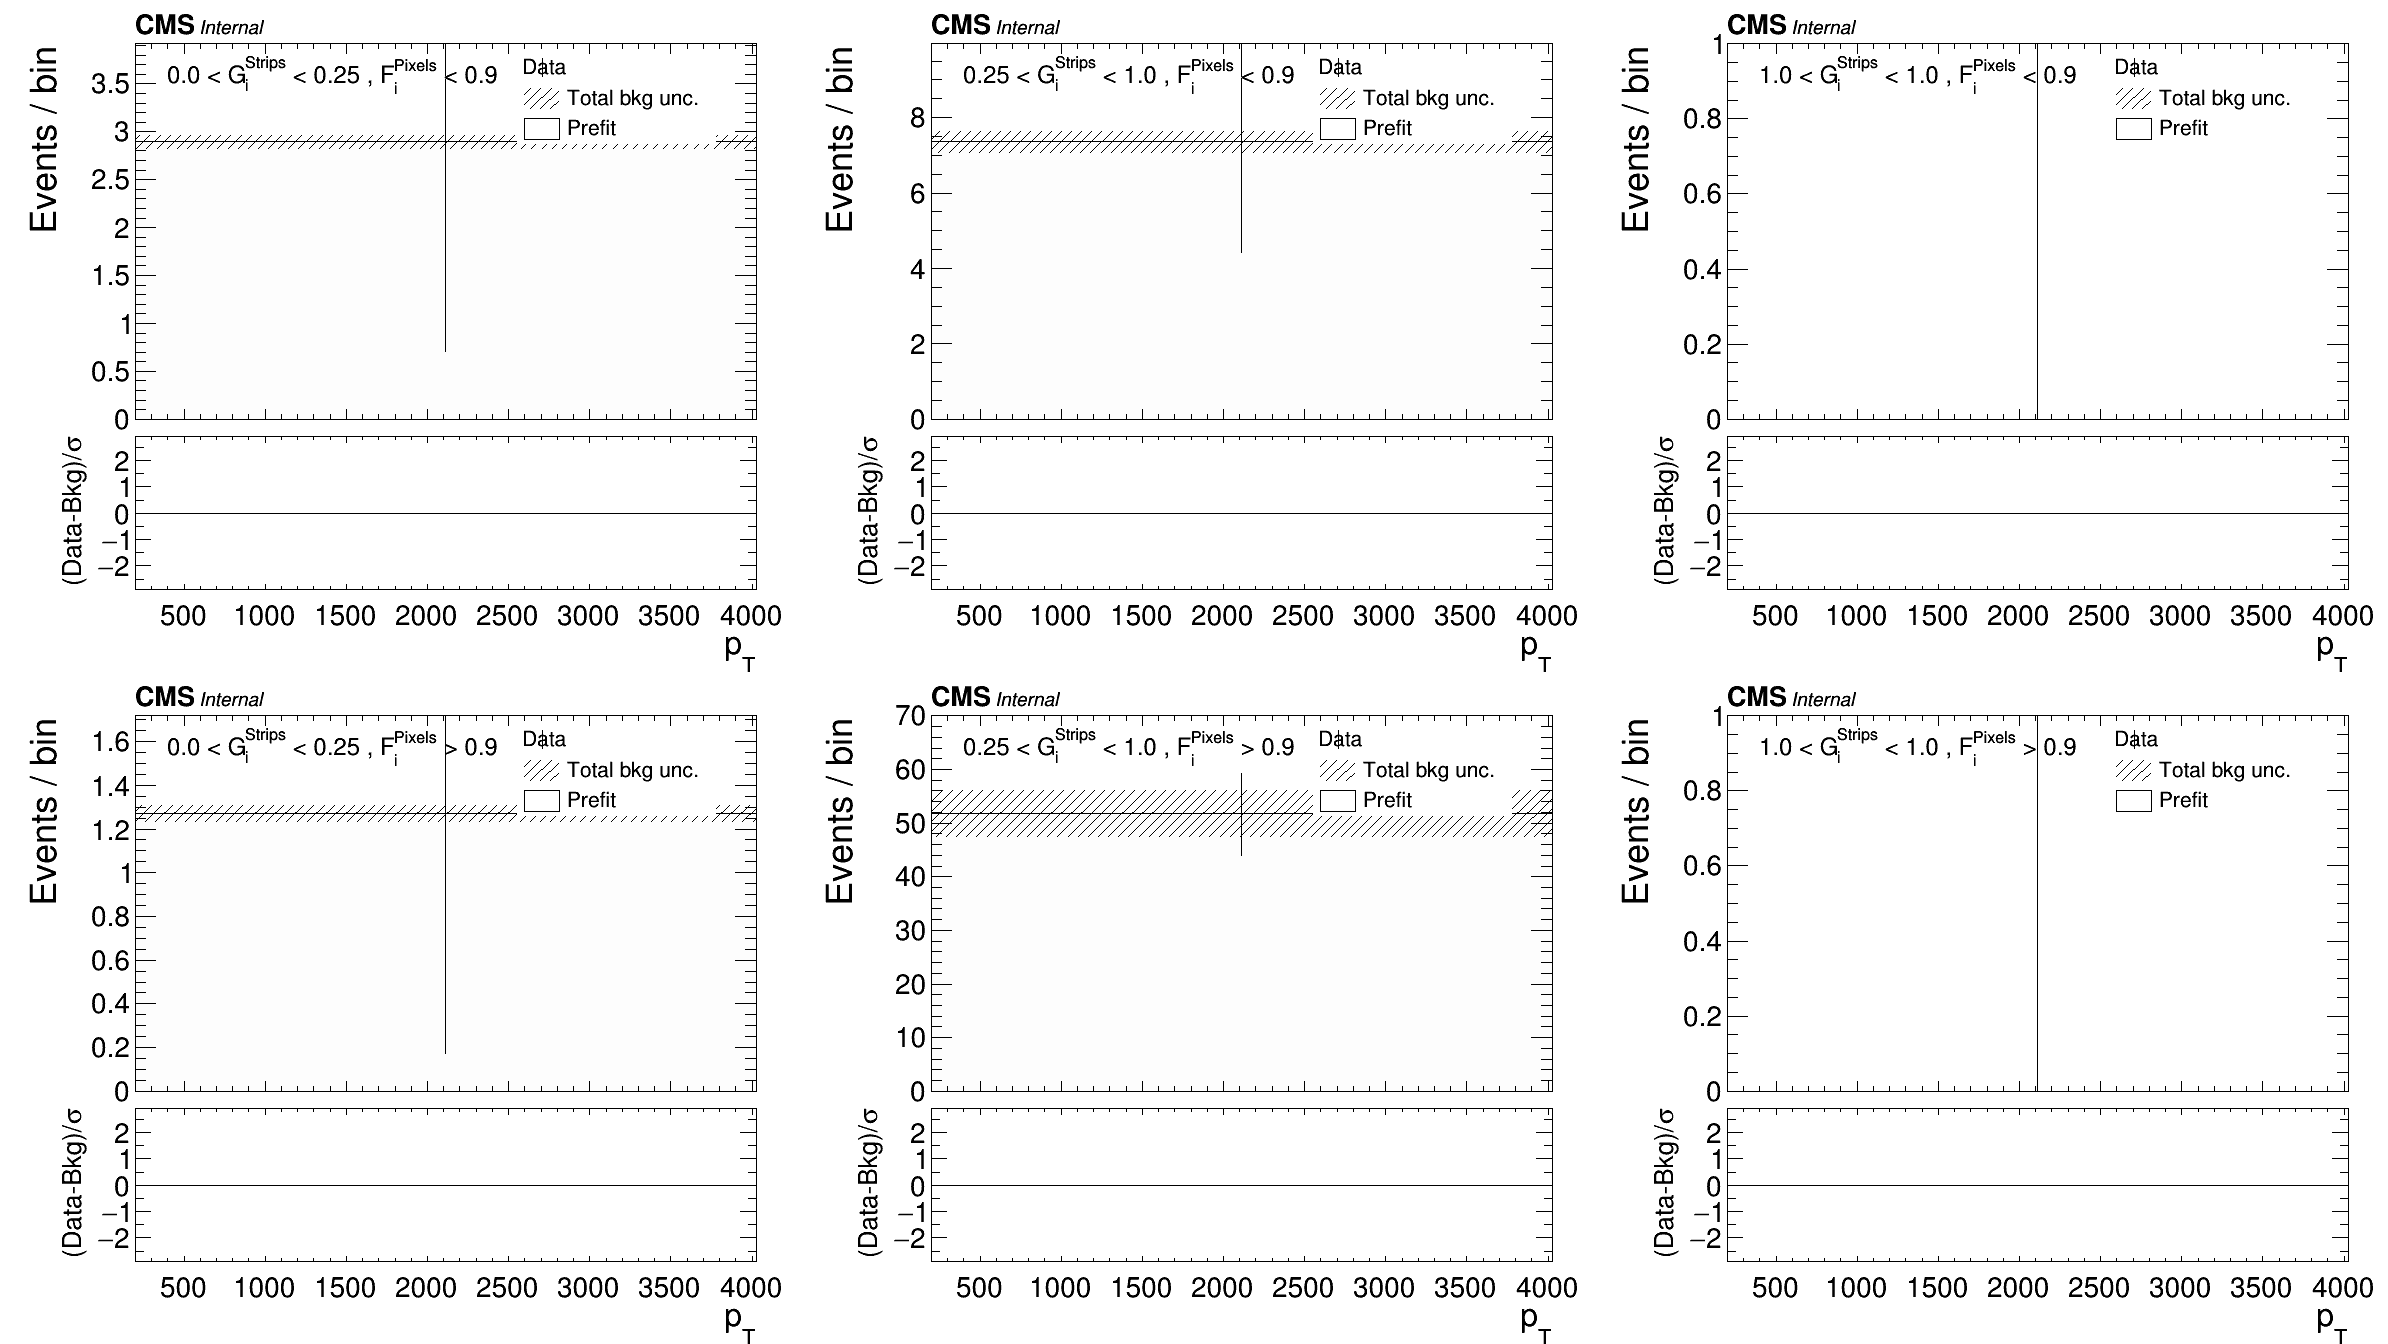 CMS Internal
0.0 < G_i^Strips < 0.25 , F_i^Pixels < 0.9
Data
Total bkg unc.
Prefit
Events / bin
3.5
3
2.5
2
1.5
1
0.5
0
(Data-Bkg)/σ
2
1
0
−1
−2
500 1000 1500 2000 2500 3000 3500 4000
p_T
CMS Internal
0.25 < G_i^Strips < 1.0 , F_i^Pixels < 0.9
Data
Total bkg unc.
Prefit
Events / bin
8
6
4
2
0
(Data-Bkg)/σ
2
1
0
−1
−2
500 1000 1500 2000 2500 3000 3500 4000
p_T
CMS Internal
1.0 < G_i^Strips < 1.0 , F_i^Pixels < 0.9
Data
Total bkg unc.
Prefit
Events / bin
1
0.8
0.6
0.4
0.2
0
(Data-Bkg)/σ
2
1
0
−1
−2
500 1000 1500 2000 2500 3000 3500 4000
p_T
CMS Internal
0.0 < G_i^Strips < 0.25 , F_i^Pixels > 0.9
Data
Total bkg unc.
Prefit
Events / bin
1.6
1.4
1.2
1
0.8
0.6
0.4
0.2
0
(Data-Bkg)/σ
2
1
0
−1
−2
500 1000 1500 2000 2500 3000 3500 4000
p_T
CMS Internal
0.25 < G_i^Strips < 1.0 , F_i^Pixels > 0.9
Data
Total bkg unc.
Prefit
Events / bin
70
60
50
40
30
20
10
0
(Data-Bkg)/σ
2
1
0
−1
−2
500 1000 1500 2000 2500 3000 3500 4000
p_T
CMS Internal
1.0 < G_i^Strips < 1.0 , F_i^Pixels > 0.9
Data
Total bkg unc.
Prefit
Events / bin
1
0.8
0.6
0.4
0.2
0
(Data-Bkg)/σ
2
1
0
−1
−2
500 1000 1500 2000 2500 3000 3500 4000
p_T